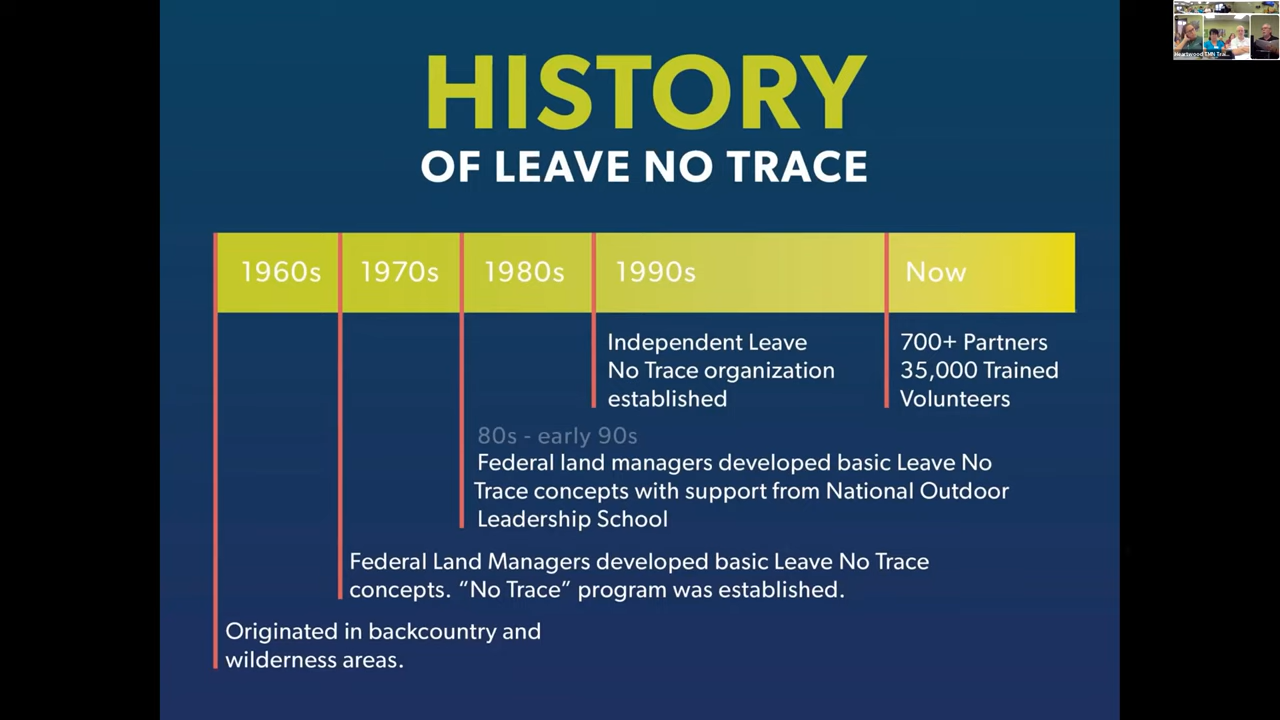 HISTORY
OF LEAVE NO TRACE
1960s
1970s
1980s
1990s
Now
Independent Leave
No Trace organization
established
700+ Partners
35,000 Trained
Volunteers
80s - early 90s
Federal land managers developed basic Leave No
Trace concepts with support from National Outdoor
Leadership School
Federal Land Managers developed basic Leave No Trace
concepts. “No Trace” program was established.
Originated in backcountry and
wilderness areas.